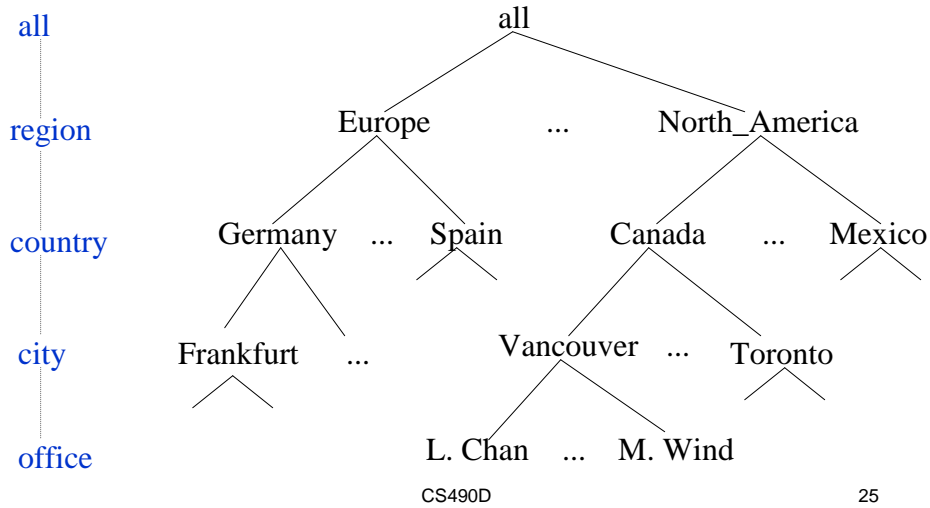 all all
region Europe ... North_America
country Germany ... Spain Canada ... Mexico
city Frankfurt ... Vancouver ... Toronto
office L. Chan ... M. Wind
CS490D 25